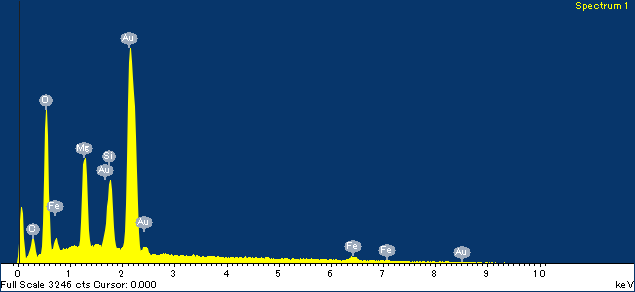 Spectrum 1
Au
O
Mg
Si
Au
Fe
Au
O
Fe
Fe
Au
0 1 2 3 4 5 6 7 8 9 10
Full Scale 3246 cts Cursor: 0.000 keV